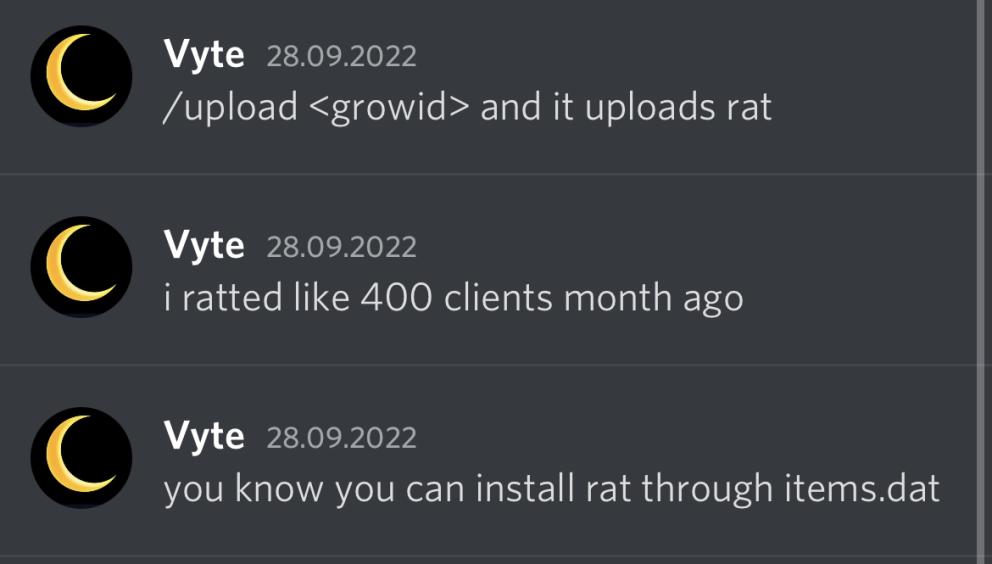 Vyte 28.09.2022
/upload <growid> and it uploads rat
Vyte 28.09.2022
i ratted like 400 clients month ago
Vyte 28.09.2022
you know you can install rat through items.dat